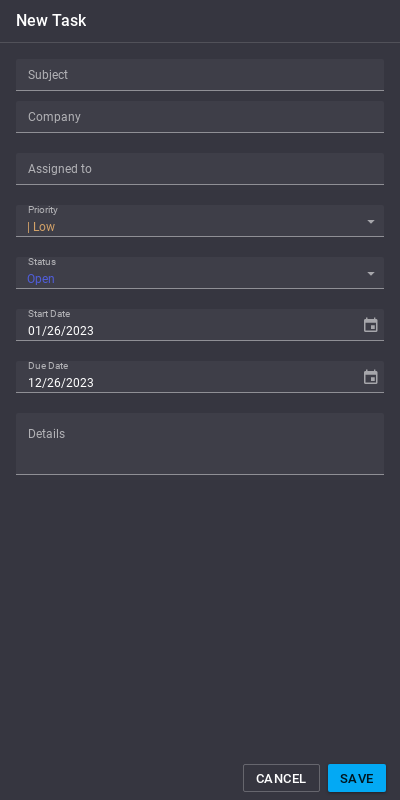 New Task
Subject
Company
Assigned to
Priority
| Low
Status
Open
Start Date
01/26/2023
Due Date
12/26/2023
Details
CANCEL SAVE